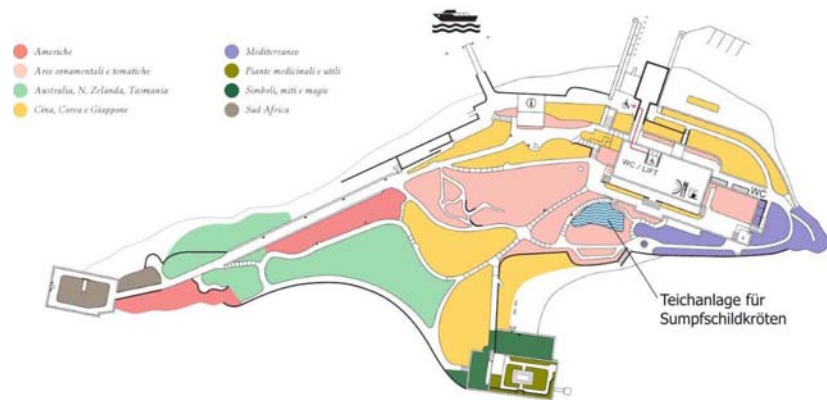 Americhe
Aree ornamentali e tematiche
Australia, N. Zelanda, Tasmania
Cina, Corea e Giappone
Mediterraneo
Piante medicinali e utili
Simboli, miti e magie
Sud Africa
WC / LIFT
WC
Teichanlage für
Sumpfschildkröten